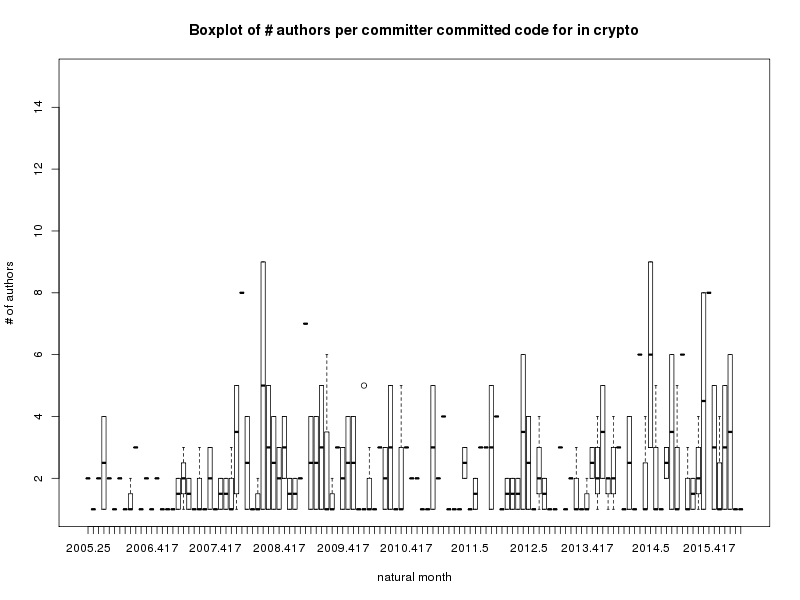 Boxplot of # authors per committer committed code for in crypto
# of authors
14
12
10
8
6
4
2
2005.25 2006.417 2007.417 2008.417 2009.417 2010.417 2011.5 2012.5 2013.417 2014.5 2015.417
natural month